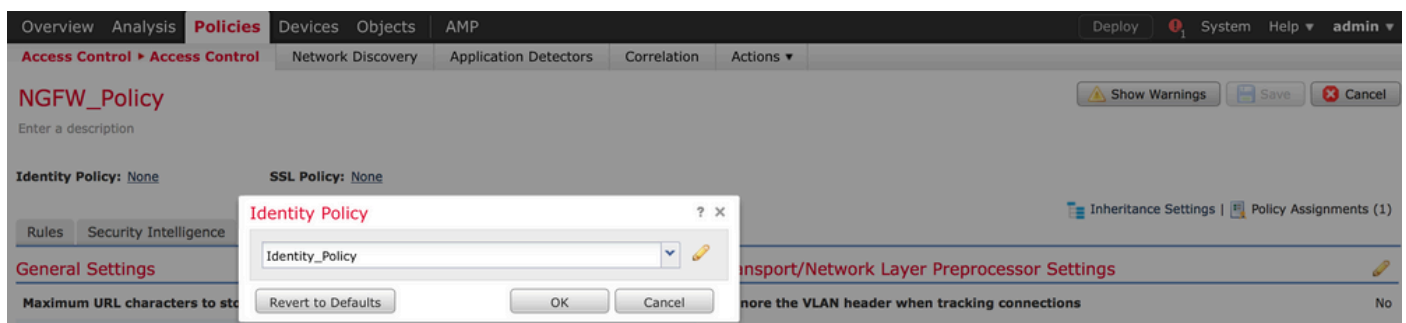 Overview Analysis Policies Devices Objects AMP Deploy 1 System Help ▾ admin ▾
Access Control ▸ Access Control Network Discovery Application Detectors Correlation Actions ▾
NGFW_Policy Show Warnings Save Cancel
Enter a description
Identity Policy: None SSL Policy: None
Identity Policy ? ×
Inheritance Settings | Policy Assignments (1)
Rules Security Intelligence
Identity_Policy
General Settings ansport/Network Layer Preprocessor Settings
Maximum URL characters to sto Revert to Defaults OK Cancel nore the VLAN header when tracking connections No